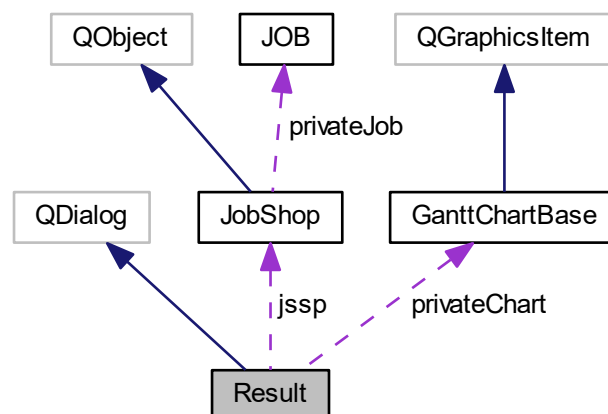 QObject
JOB
QGraphicsItem
privateJob
QDialog
JobShop
GanttChartBase
jssp
privateChart
Result